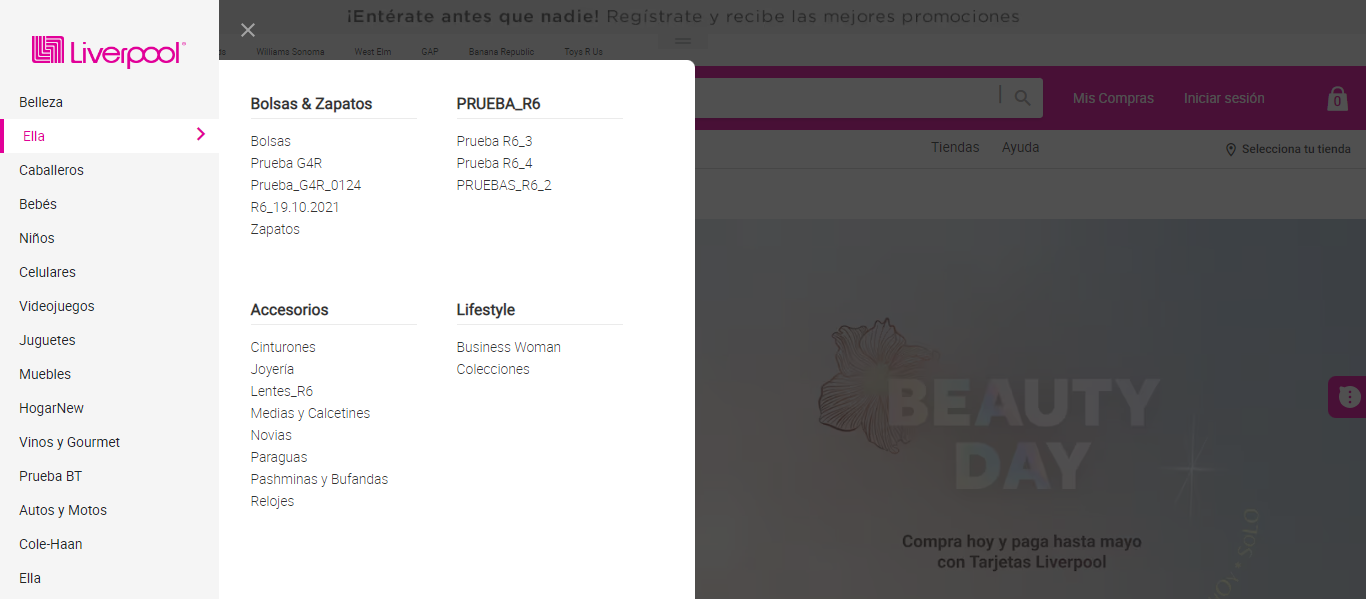 ¡Entérate antes que nadie! Regístrate y recibe las mejores promociones
Williams Sonoma West Elm GAP Banana Republic Toys R Us
Liverpool
Belleza
Ella
Caballeros
Bebés
Niños
Celulares
Videojuegos
Juguetes
Muebles
HogarNew
Vinos y Gourmet
Prueba BT
Autos y Motos
Cole-Haan
Ella
Bolsas & Zapatos
Bolsas
Prueba G4R
Prueba_G4R_0124
R6_19.10.2021
Zapatos
PRUEBA_R6
Prueba R6_3
Prueba R6_4
PRUEBAS_R6_2
Accesorios
Cinturones
Joyería
Lentes_R6
Medias y Calcetines
Novias
Paraguas
Pashminas y Bufandas
Relojes
Lifestyle
Business Woman
Colecciones
Mis Compras Iniciar sesión 0
Tiendas Ayuda Selecciona tu tienda
BEAUTY
DAY
Compra hoy y paga hasta mayo
con Tarjetas Liverpool
SOLO